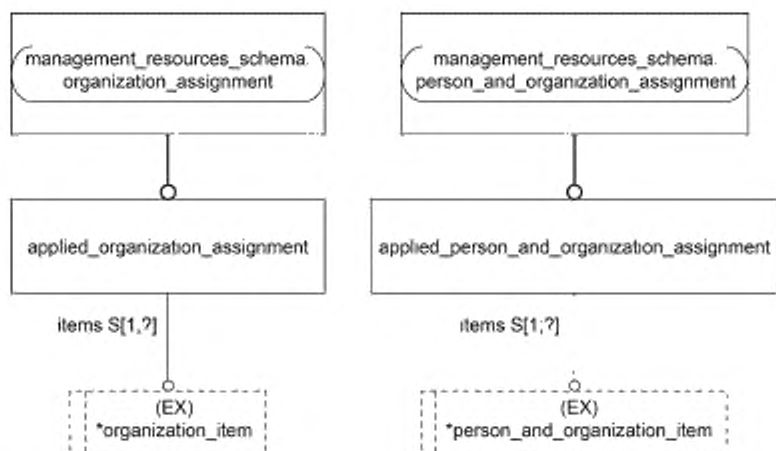 management_resources_schema.
organization_assignment
management_resources_schema.
person_and_organization_assignment
applied_organization_assignment
applied_person_and_organization_assignment
items S[1,?]
items S[1;?]
(EX)
*organization_item
(EX)
*person_and_organization_item